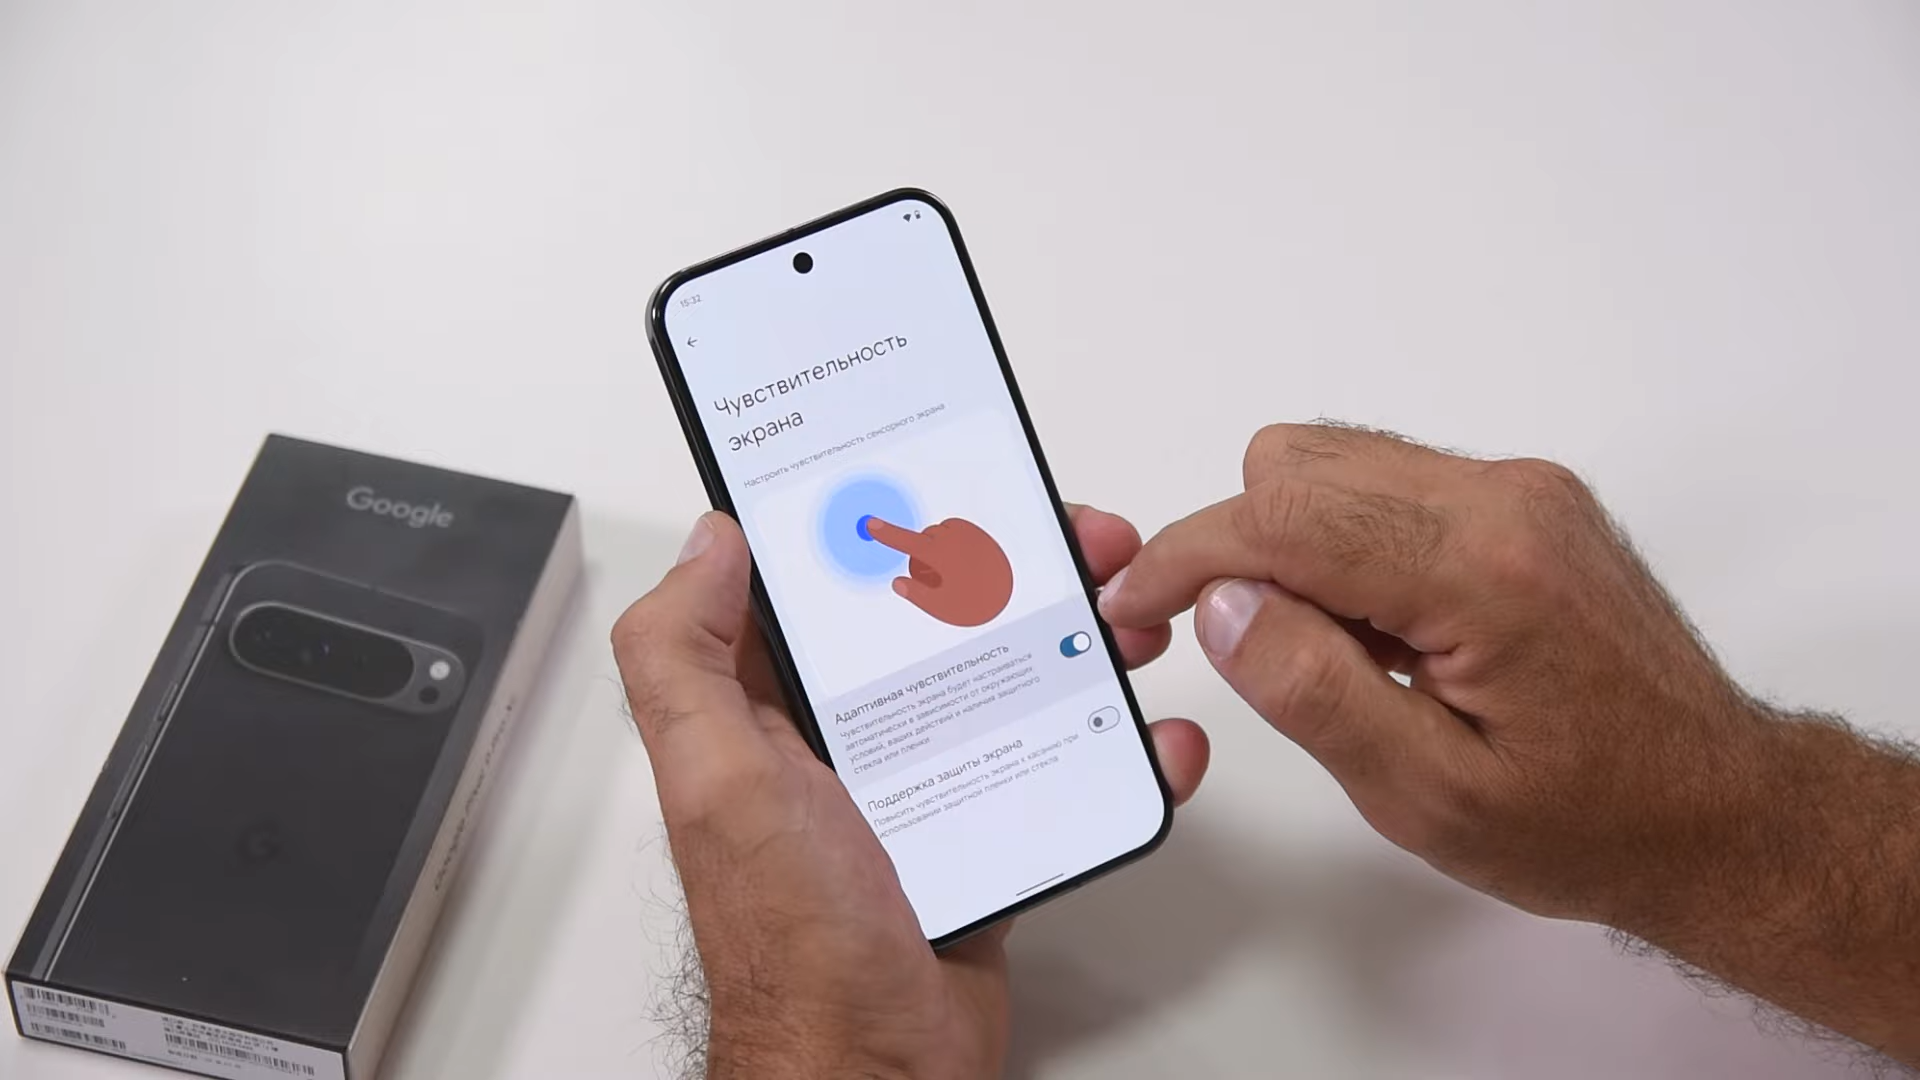 Google
15:32
Чувствительность
экрана
Настроить чувствительность сенсорного экрана
Адаптивная чувствительность
Чувствительность экрана будет настраиваться
автоматически в зависимости от окружающих
условий, ваших действий и наличия защитного
стекла или пленки
Поддержка защиты экрана
Повысить чувствительность экрана к касанию при
использовании защитной пленки или стекла